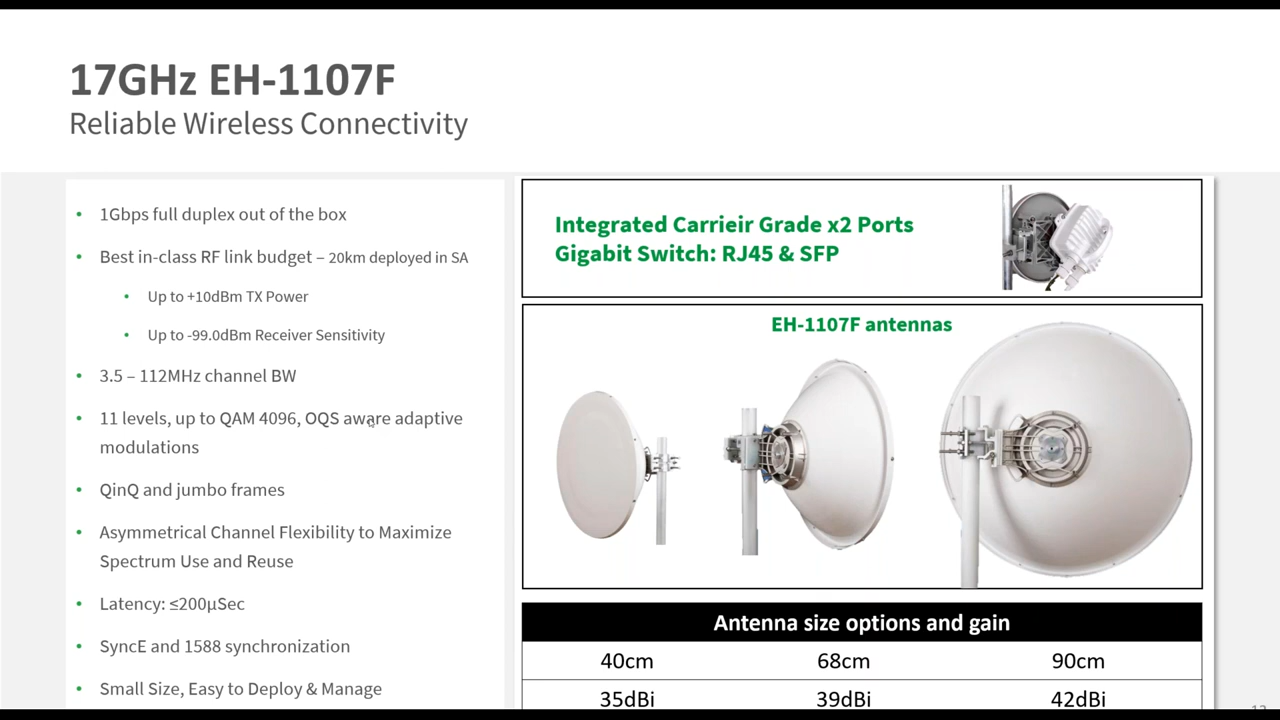 17GHz EH-1107F
Reliable Wireless Connectivity
• 1Gbps full duplex out of the box
• Best in-class RF link budget – 20km deployed in SA
• Up to +10dBm TX Power
• Up to -99.0dBm Receiver Sensitivity
• 3.5 – 112MHz channel BW
• 11 levels, up to QAM 4096, OQS aware adaptive
modulations
• QinQ and jumbo frames
• Asymmetrical Channel Flexibility to Maximize
Spectrum Use and Reuse
• Latency: ≤200µSec
• SyncE and 1588 synchronization
• Small Size, Easy to Deploy & Manage
Integrated Carrieir Grade x2 Ports
Gigabit Switch: RJ45 & SFP
EH-1107F antennas
Antenna size options and gain
40cm 68cm 90cm
35dBi 39dBi 42dBi